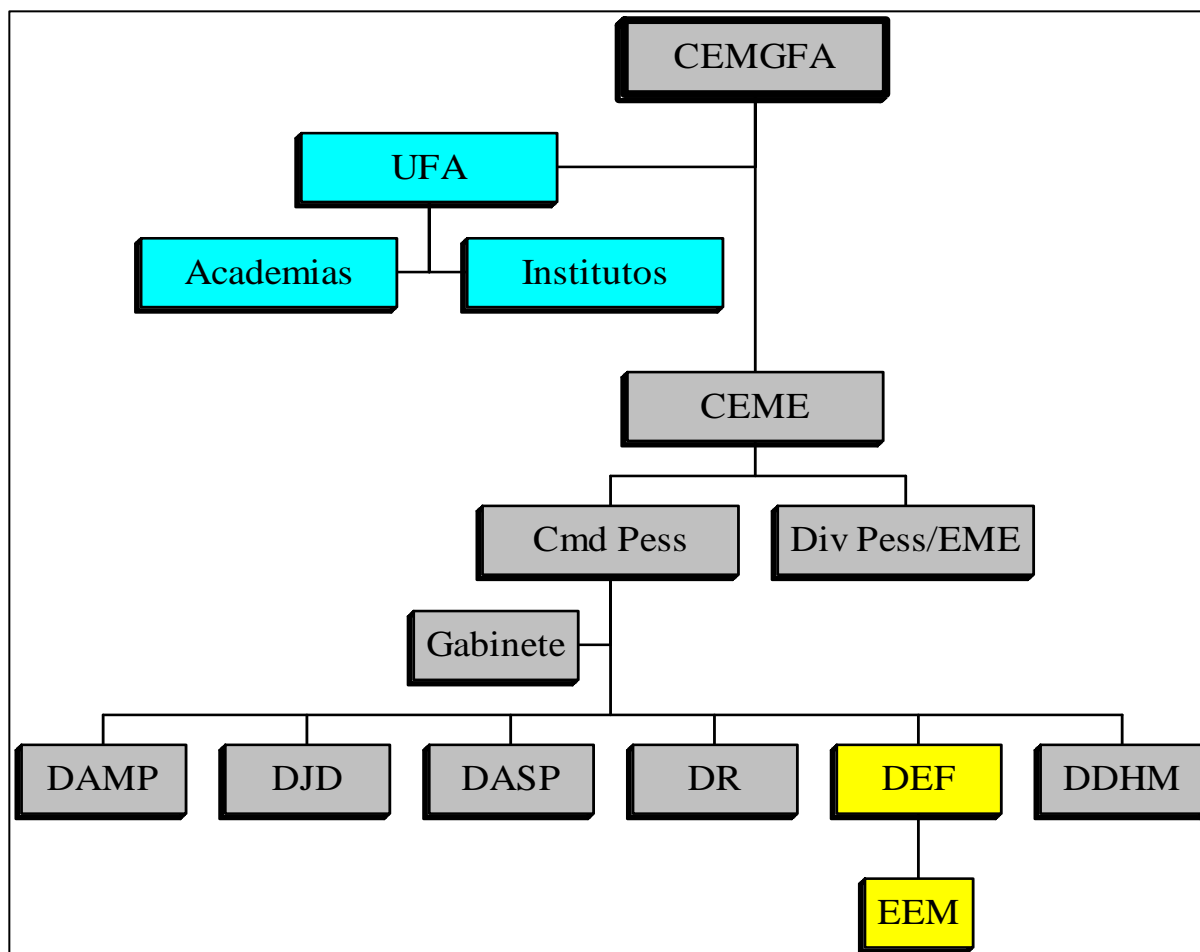 CEMGFA
UFA
Academias
Institutos
CEME
Cmd Pess
Div Pess/EME
Gabinete
DAMP
DJD
DASP
DR
DEF
DDHM
EEM